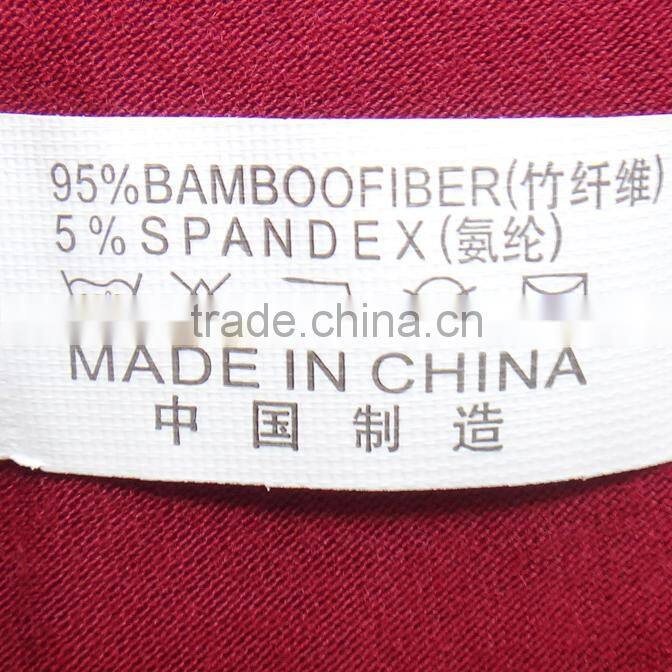 95%BAMBOOFIBER(竹纤维)
5%SPANDEX(氨纶)
trade.china.cn
MADE IN CHINA
中国制造